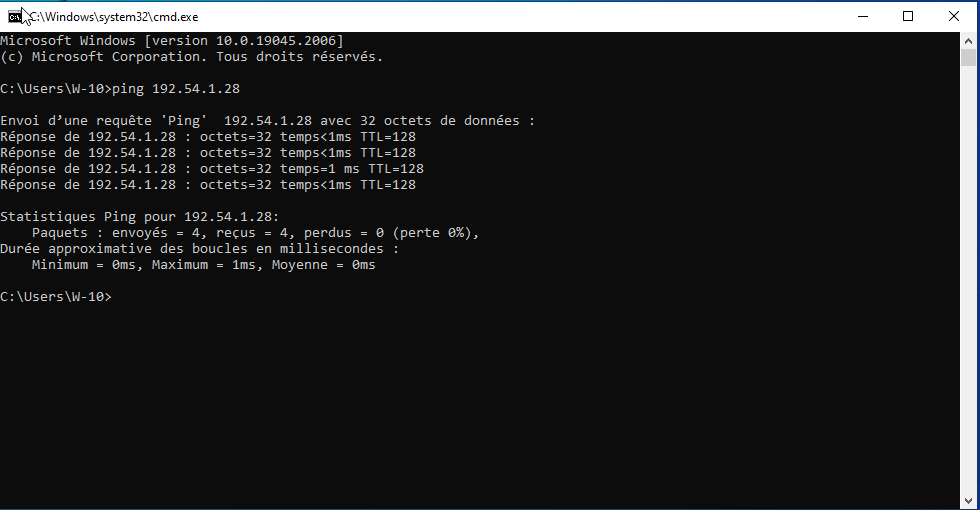 C:\Windows\system32\cmd.exe
Microsoft Windows [version 10.0.19045.2006]
(c) Microsoft Corporation. Tous droits réservés.
C:\Users\W-10>ping 192.54.1.28
Envoi d’une requête 'Ping'  192.54.1.28 avec 32 octets de données :
Réponse de 192.54.1.28 : octets=32 temps<1ms TTL=128
Réponse de 192.54.1.28 : octets=32 temps<1ms TTL=128
Réponse de 192.54.1.28 : octets=32 temps=1 ms TTL=128
Réponse de 192.54.1.28 : octets=32 temps<1ms TTL=128
Statistiques Ping pour 192.54.1.28:
    Paquets : envoyés = 4, reçus = 4, perdus = 0 (perte 0%),
Durée approximative des boucles en millisecondes :
    Minimum = 0ms, Maximum = 1ms, Moyenne = 0ms
C:\Users\W-10>